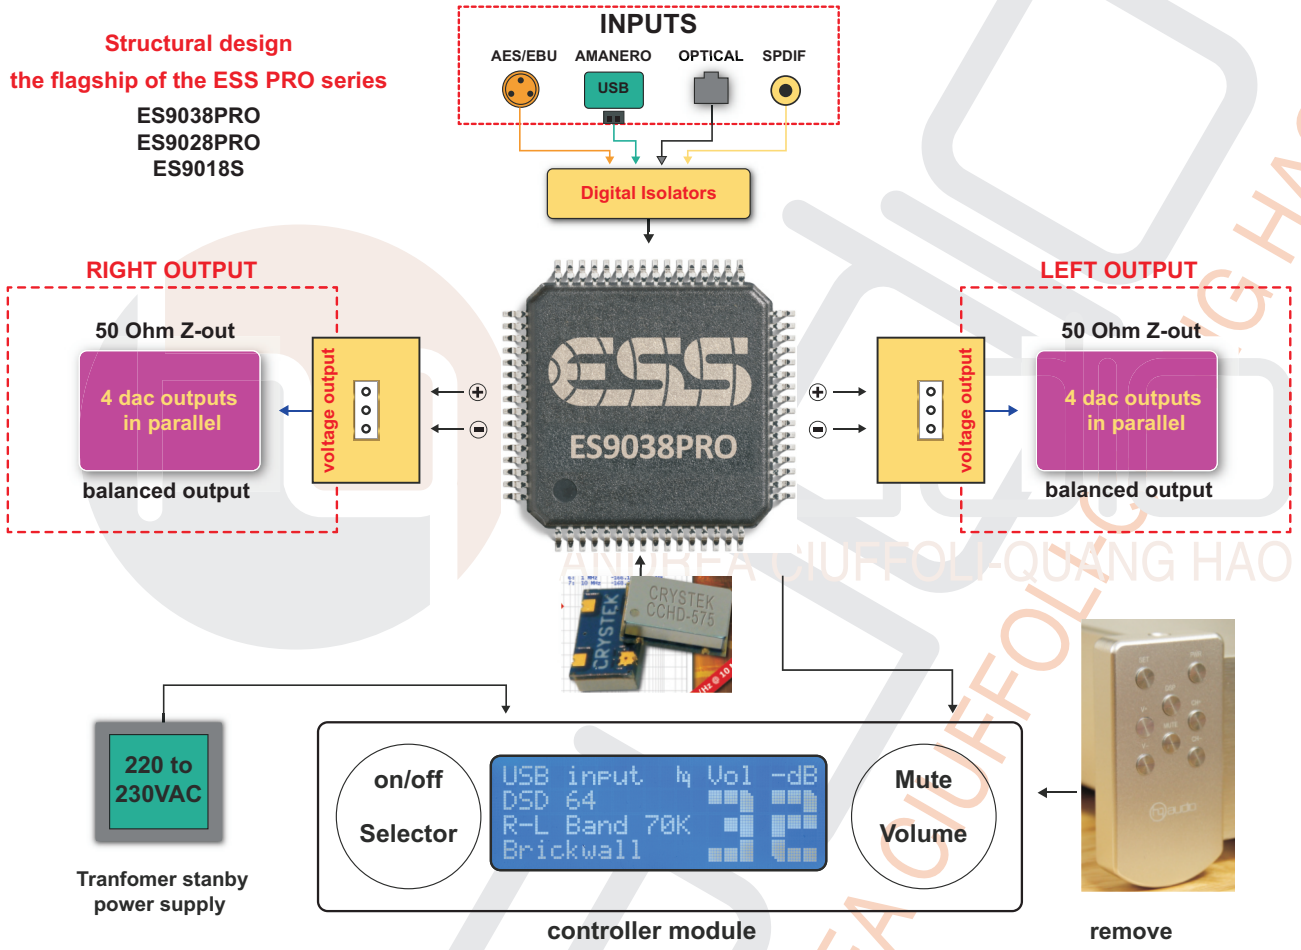 Structural design
the flagship of the ESS PRO series
ES9038PRO
ES9028PRO
ES9018S
INPUTS
AES/EBU AMANERO OPTICAL SPDIF
USB
Digital Isolators
RIGHT OUTPUT
50 Ohm Z-out
4 dac outputs
in parallel
balanced output
voltage output
ESS
ES9038PRO
LEFT OUTPUT
voltage output
50 Ohm Z-out
4 dac outputs
in parallel
balanced output
ANDREA CIUFFOLI-QUANG HAO
CRYSTEK
CRYSTEK
CCHD-575
220 to
230VAC
Tranfomer stanby
power supply
on/off
Selector
USB input Vol -dB
DSD 64
R-L Band 70K
Brickwall
32
Mute
Volume
controller module
audio
remove